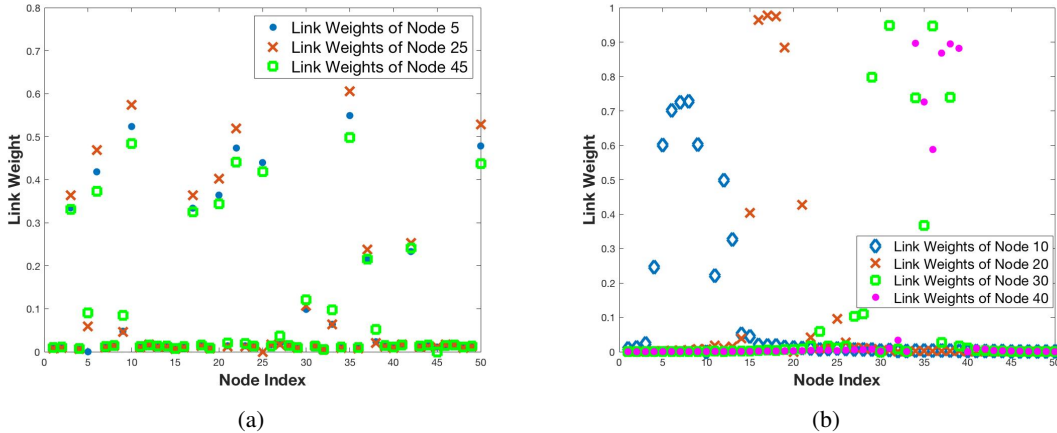 0.8
0.7
0.6
0.5
0.4
0.3
0.2
0.1
0
Link Weight
Link Weights of Node 5
Link Weights of Node 25
Link Weights of Node 45
0 5 10 15 20 25 30 35 40 45 50
Node Index
(a)
1
0.9
0.8
0.7
0.6
0.5
0.4
0.3
0.2
0.1
0
Link Weight
Link Weights of Node 10
Link Weights of Node 20
Link Weights of Node 30
Link Weights of Node 40
0 5 10 15 20 25 30 35 40 45 50
Node Index
(b)